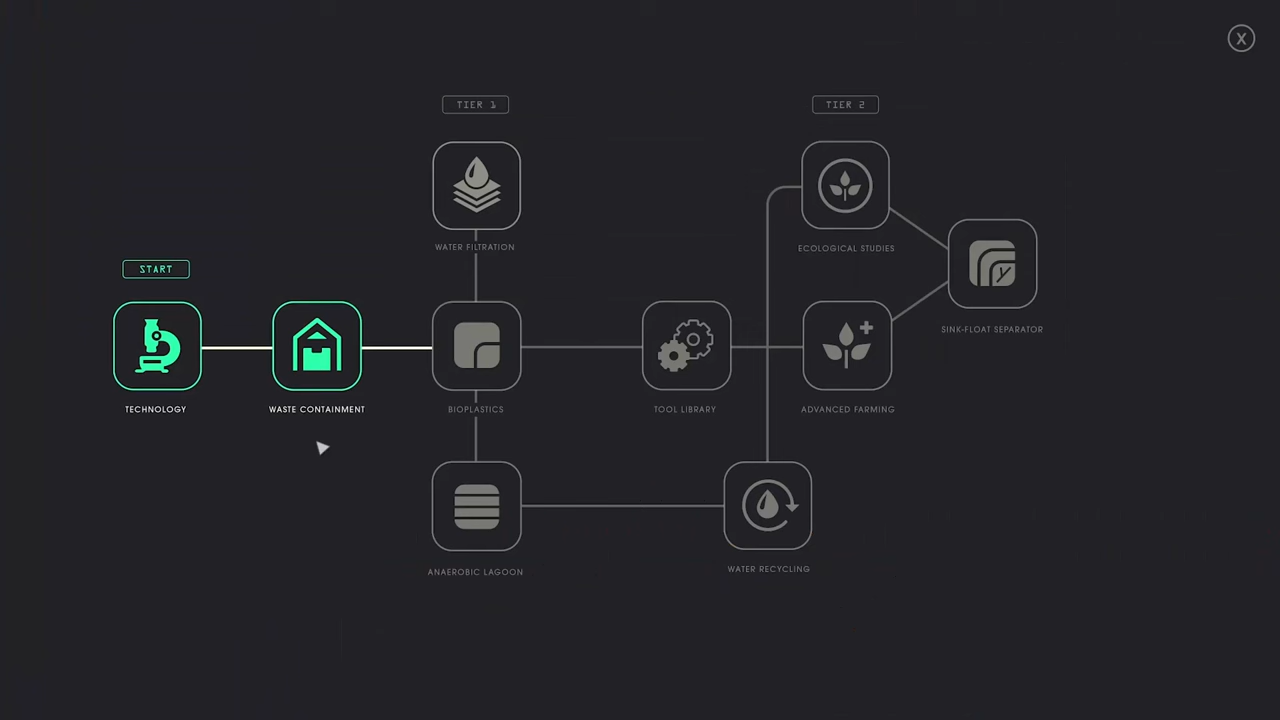 X
TIER 1
TIER 2
WATER FILTRATION
ECOLOGICAL STUDIES
START
SINK-FLOAT SEPARATOR
TECHNOLOGY
WASTE CONTAINMENT
BIOPLASTICS
TOOL LIBRARY
ADVANCED FARMING
ANAEROBIC LAGOON
WATER RECYCLING